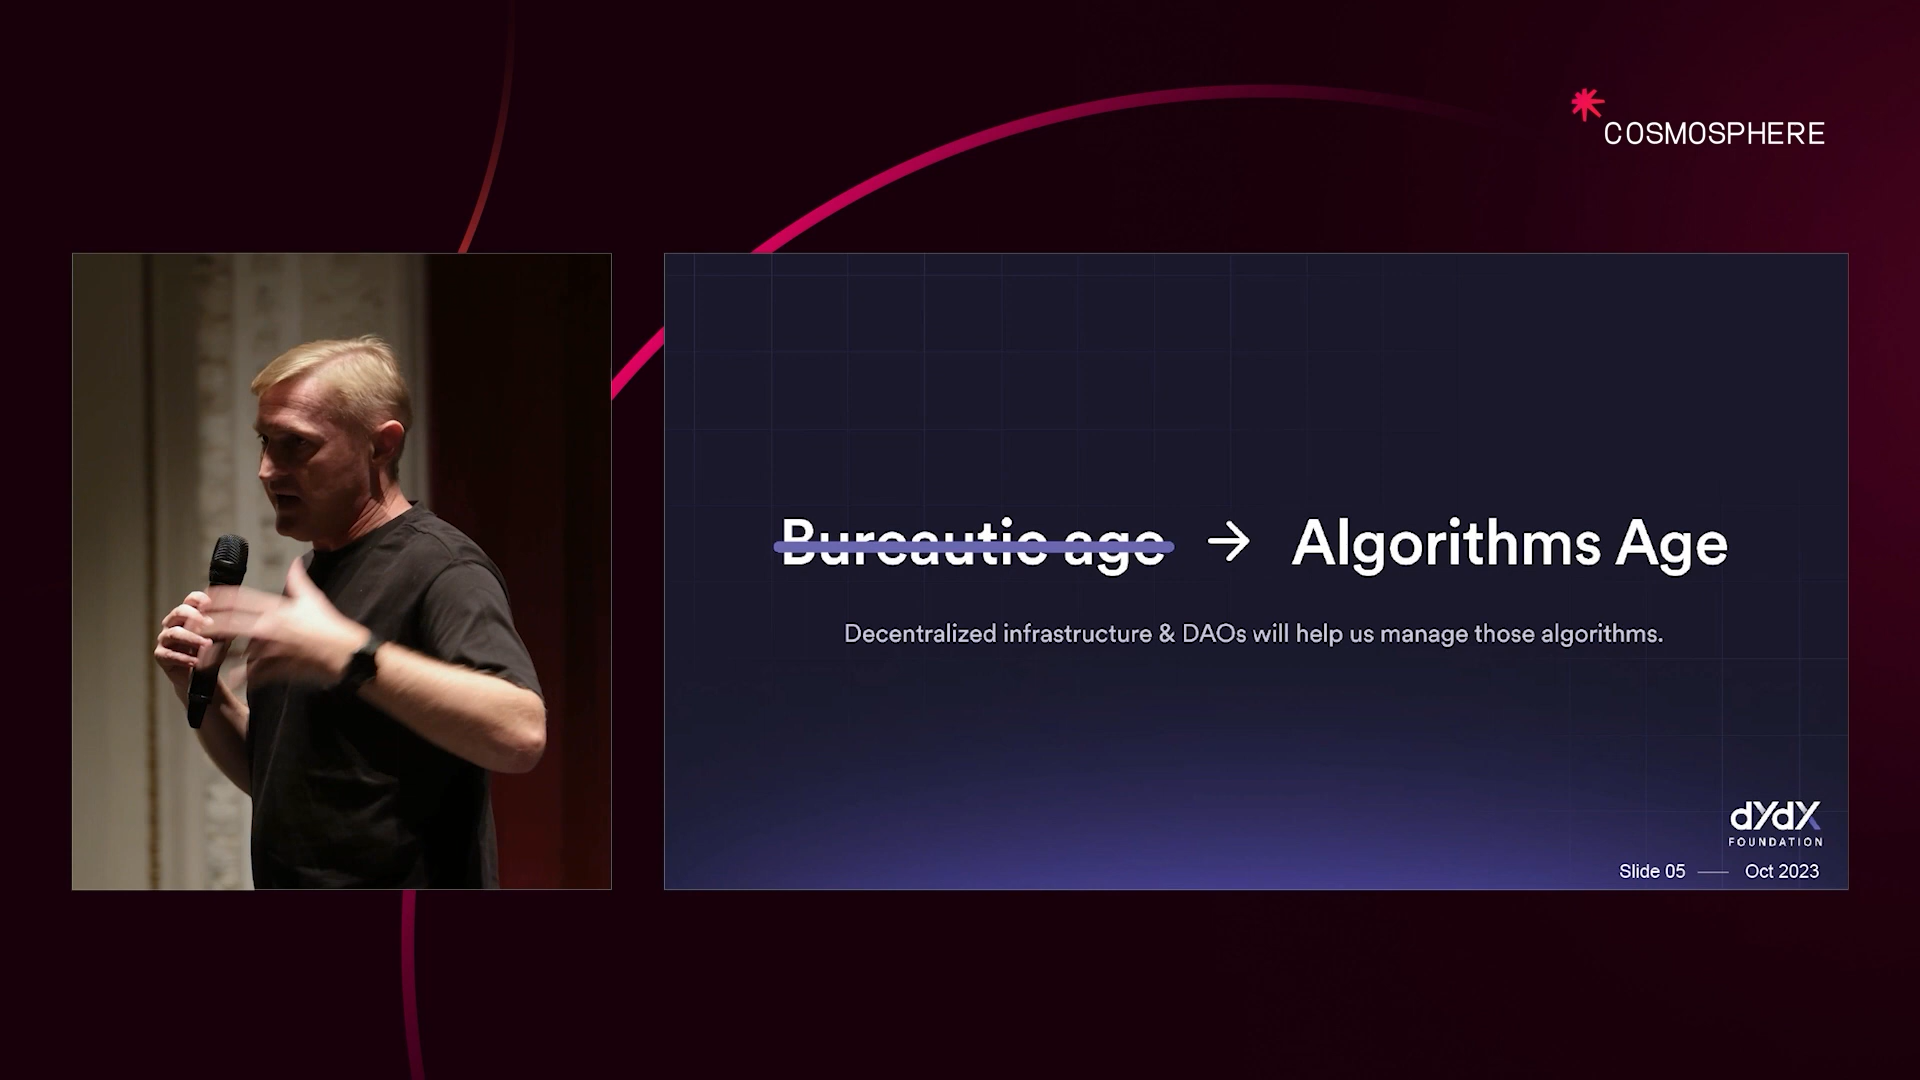 COSMOSPHERE
Bureautic age → Algorithms Age
Decentralized infrastructure & DAOs will help us manage those algorithms.
dYdX
FOUNDATION
Slide 05 — Oct 2023